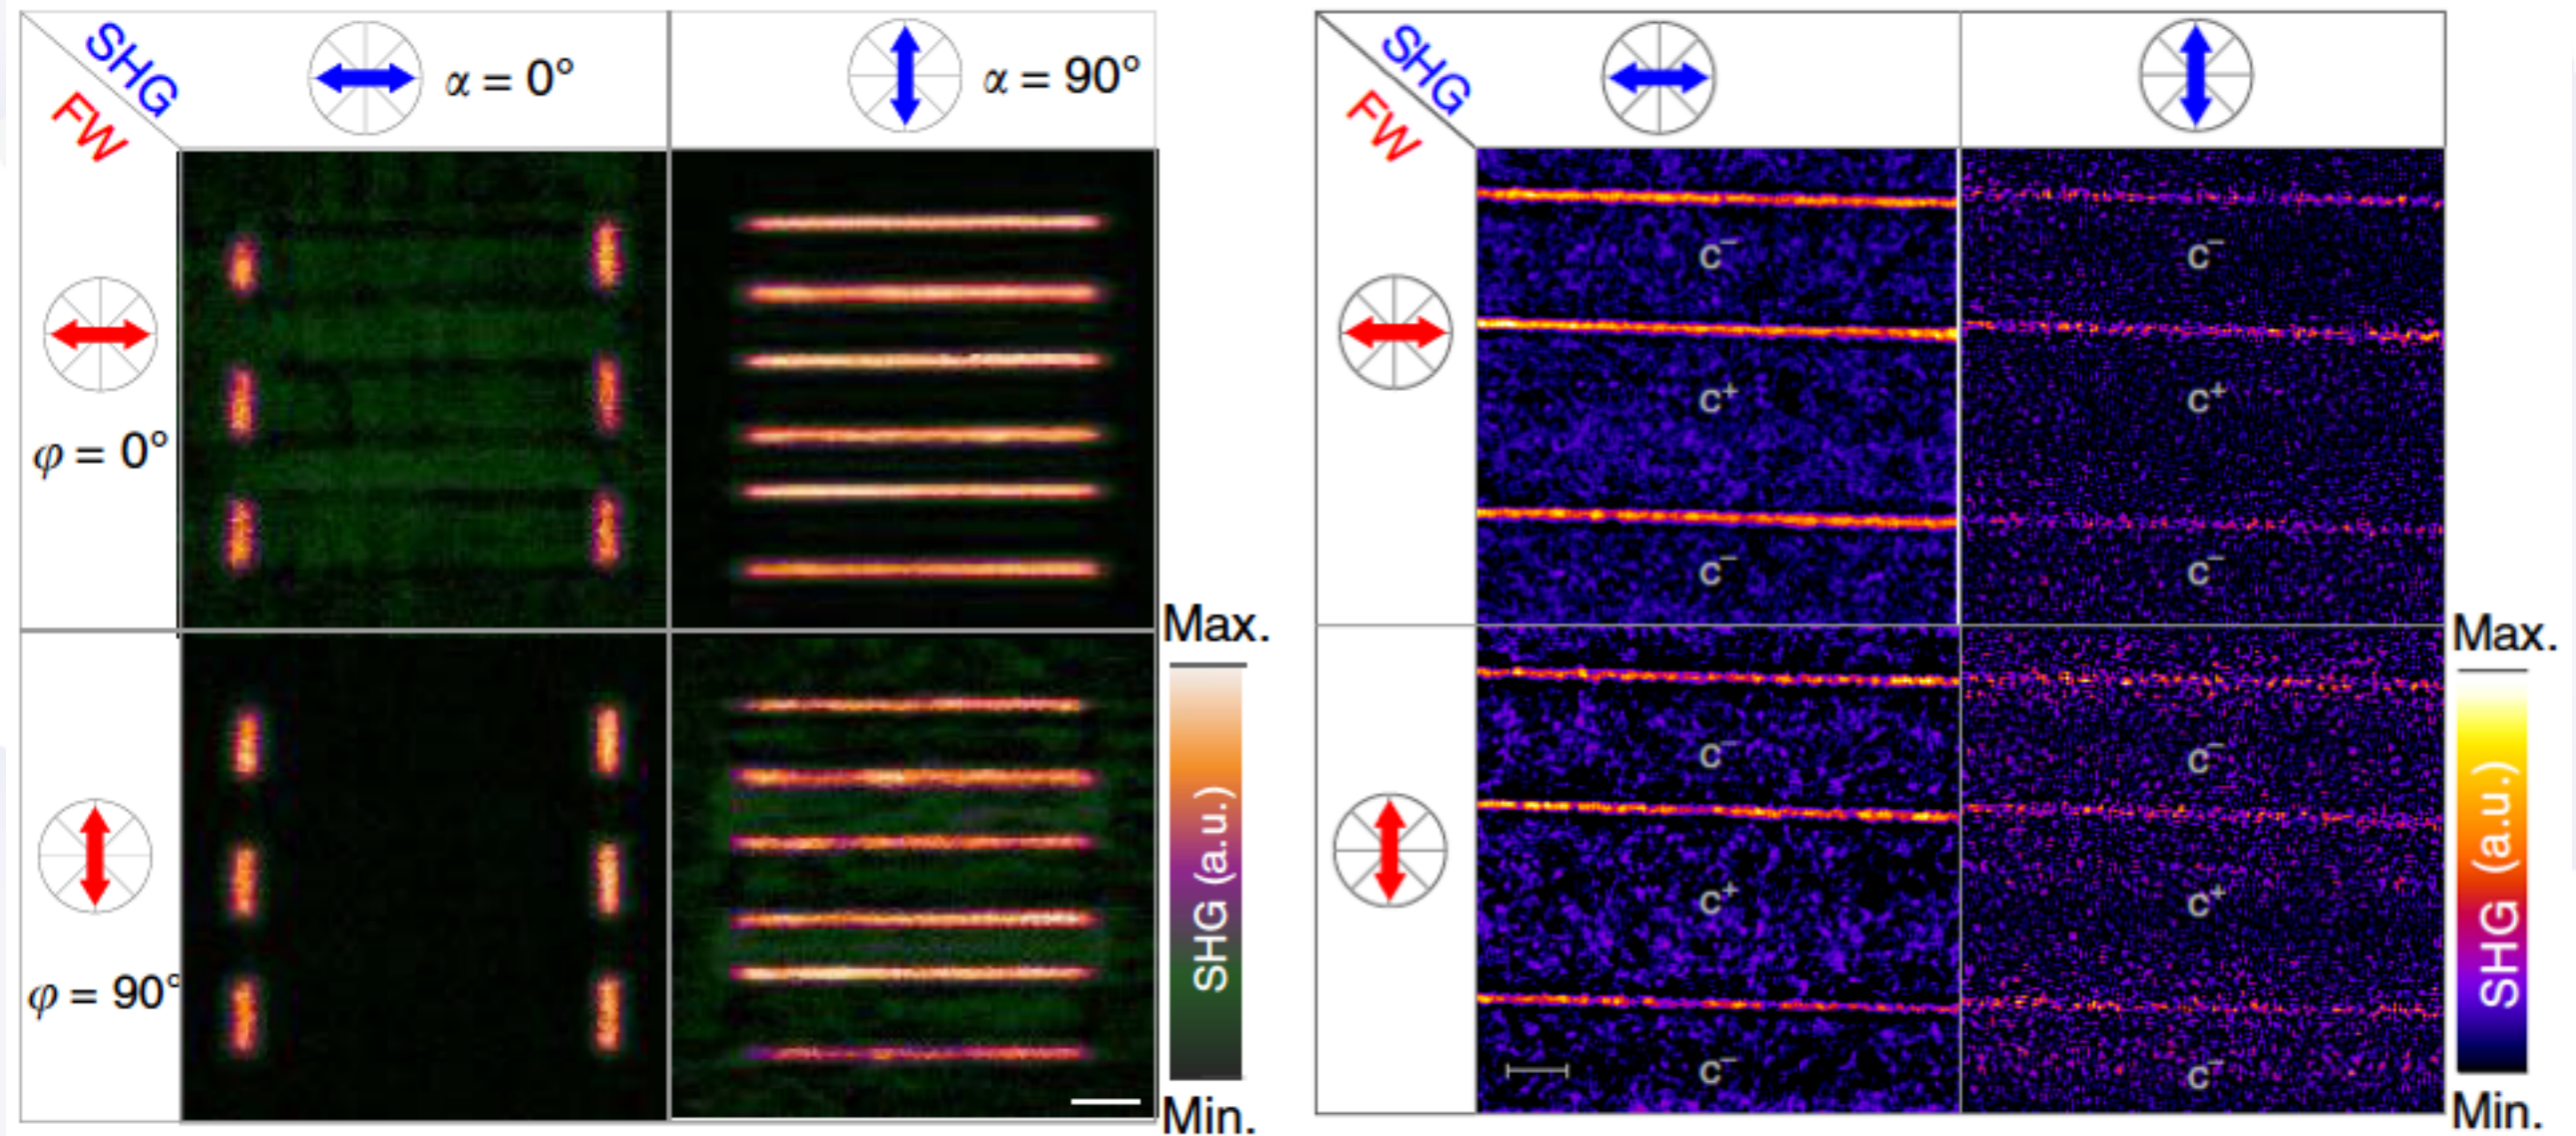 SHG
FW
α = 0°
α = 90°
φ = 0°
φ = 90°
Max.
SHG (a.u.)
Min.
SHG
FW
c⁻
c⁺
c⁻
c⁻
c⁺
c⁻
c⁻
c⁺
c⁻
c⁻
c⁺
c⁻
Max.
SHG (a.u.)
Min.